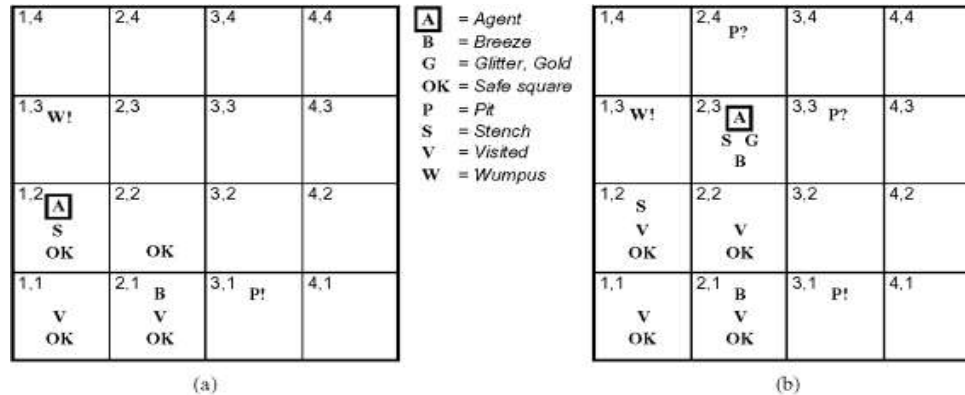 1,4 2,4 3,4 4,4
1,3 W! 2,3 3,3 4,3
1,2 A 2,2 3,2 4,2
S
OK OK
1,1 2,1 B 3,1 P! 4,1
V V
OK OK
(a)
A = Agent
B = Breeze
G = Glitter, Gold
OK = Safe square
P = Pit
S = Stench
V = Visited
W = Wumpus
1,4 2,4 P? 3,4 4,4
1,3 W! 2,3 A 3,3 P? 4,3
S G
B
1,2 S 2,2 3,2 4,2
V V
OK OK
1,1 2,1 B 3,1 P! 4,1
V V
OK OK
(b)